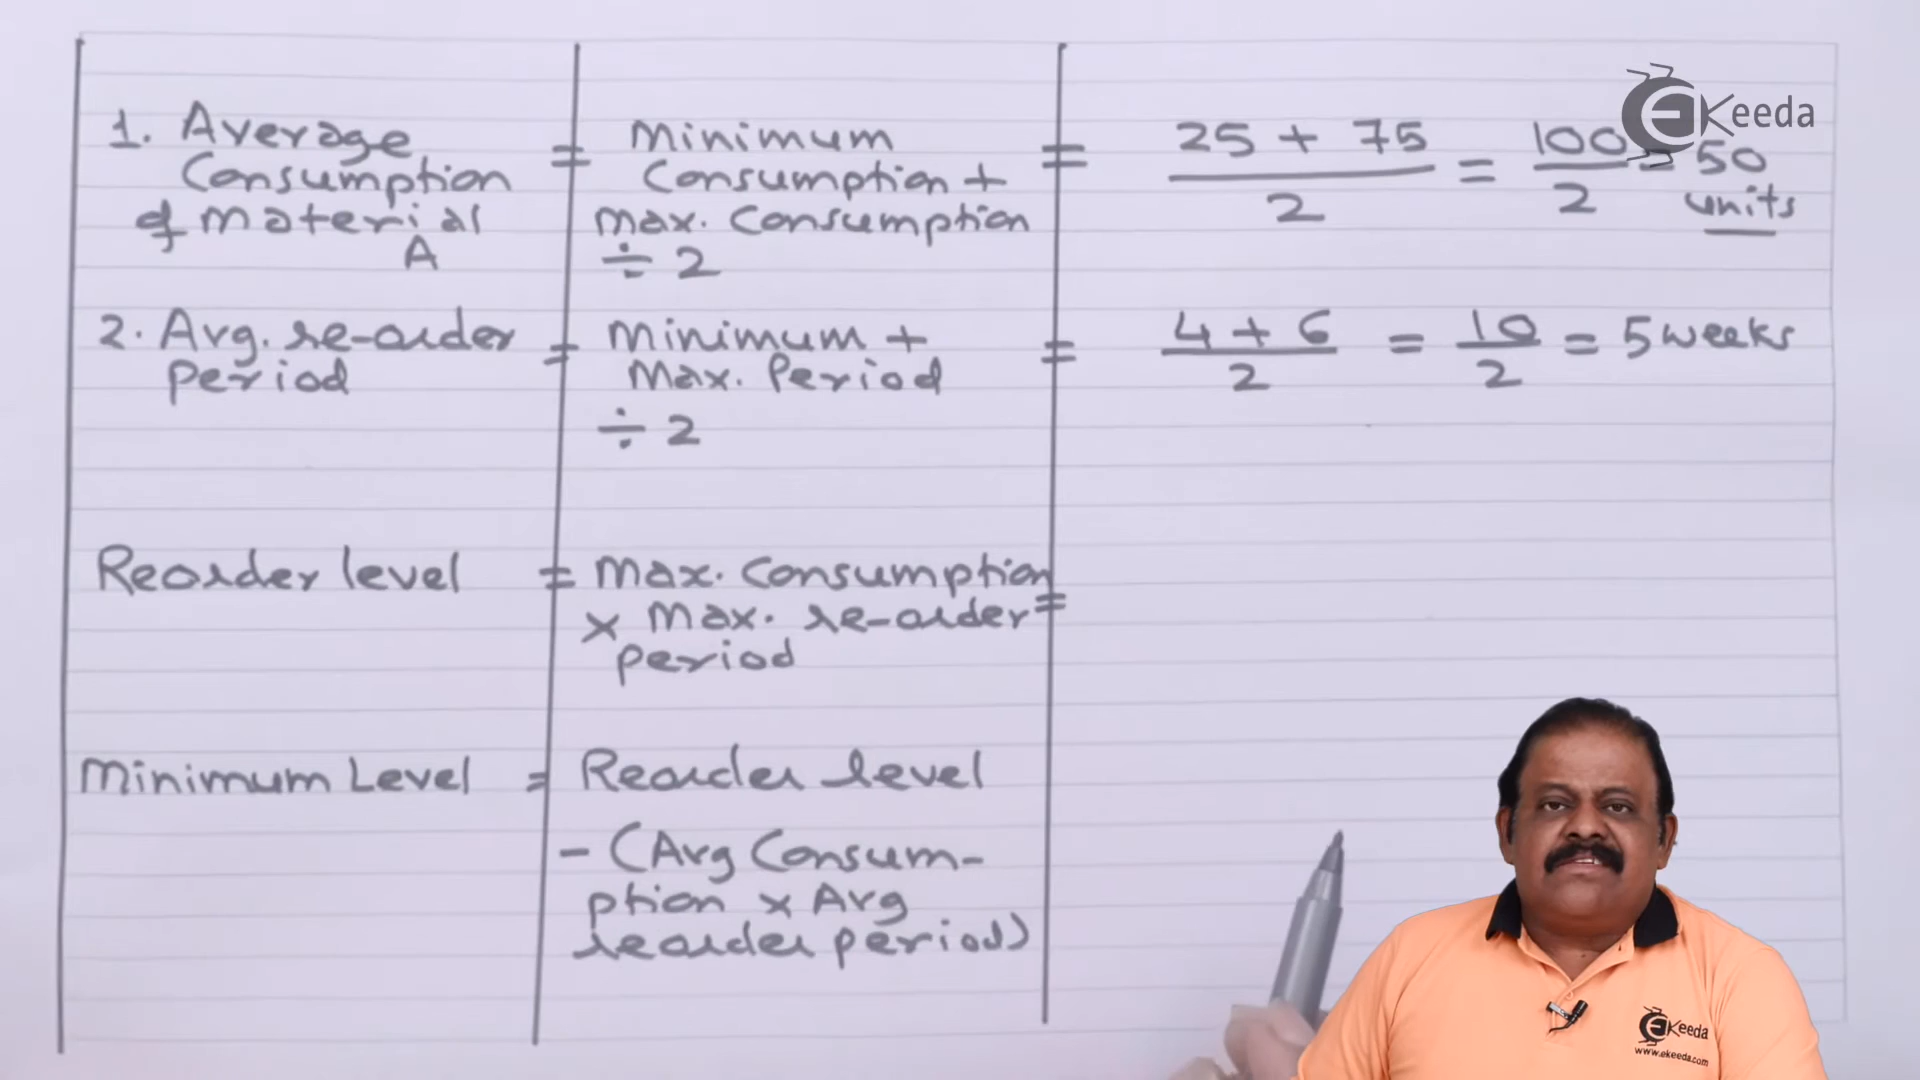 1. Average Consumption of material A = Minimum Consumption + max. Consumption ÷ 2 = 25 + 75 / 2 = 100 / 2 = 50 units
2. Avg. re-order Period = Minimum + Max. Period ÷ 2 = 4 + 6 / 2 = 10 / 2 = 5 weeks
Reorder level = Max. Consumption × Max. re-order period =
Minimum Level = Reorder level - (Avg Consum-ption × Avg reorder period)
EKeeda
EKeeda
www.ekeeda.com